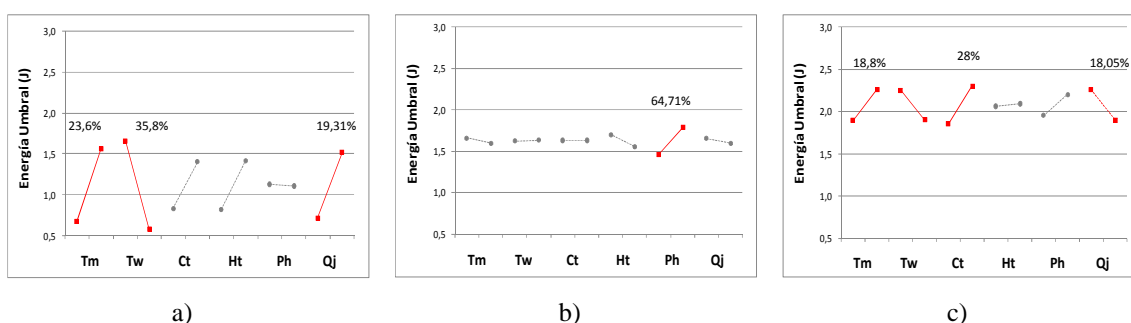 3,0
2,5
2,0
1,5
1,0
0,5
Energía Umbral (J)
23,6%
35,8%
19,31%
Tm Tw Ct Ht Ph Qj
a)
3,0
2,5
2,0
1,5
1,0
0,5
Energía Umbral (J)
64,71%
Tm Tw Ct Ht Ph Qj
b)
3,0
2,5
2,0
1,5
1,0
0,5
Energía Umbral (J)
18,8%
28%
18,05%
Tm Tw Ct Ht Ph Qj
c)